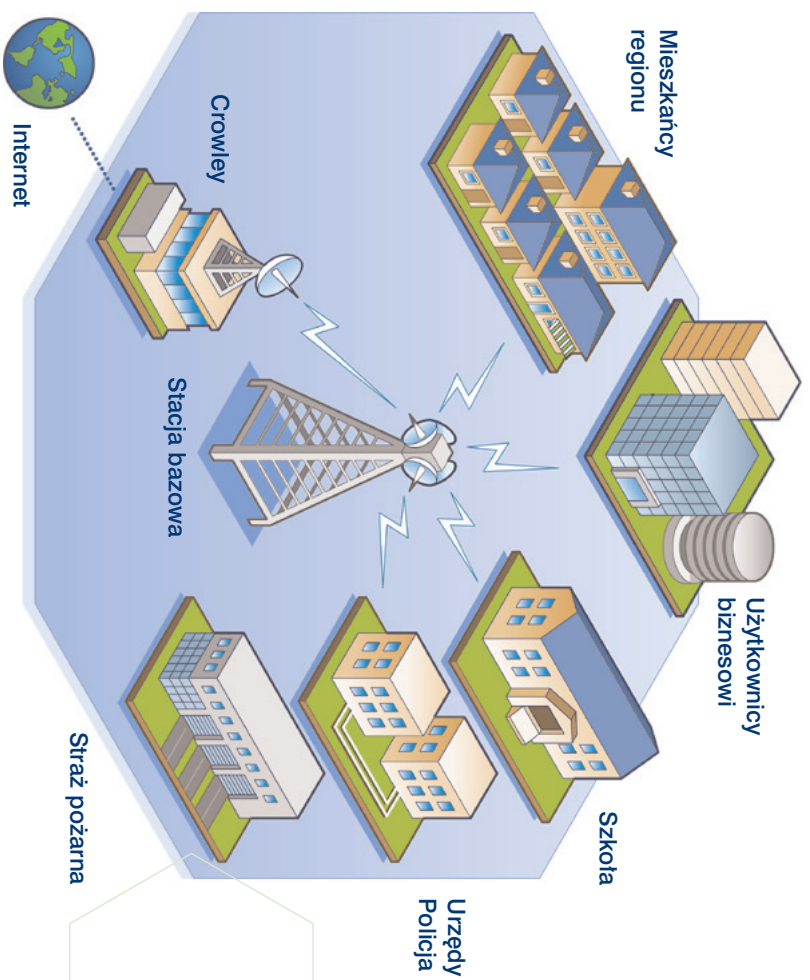 Mieszkańcy
regionu
Użytkownicy
biznesowi
Szkoła
Urzędy
Policja
Straż pożarna
Stacja bazowa
Crowley
Internet